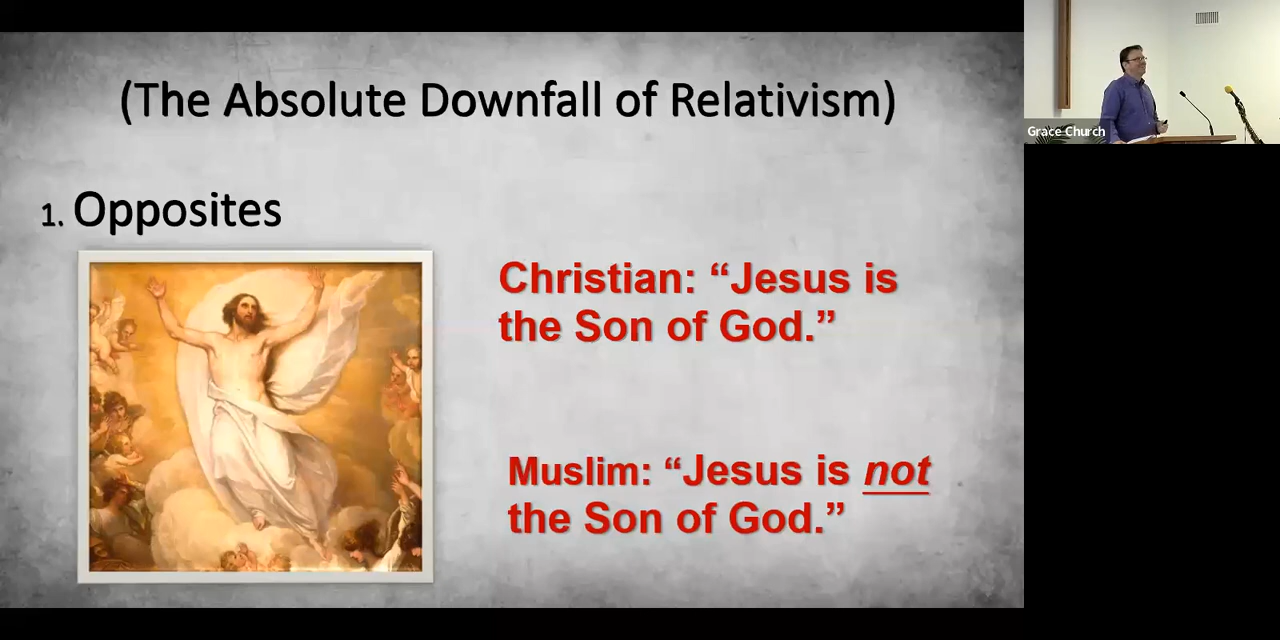 (The Absolute Downfall of Relativism)
1. Opposites
Christian: “Jesus is
the Son of God.”
Muslim: “Jesus is not
the Son of God.”
Grace Church